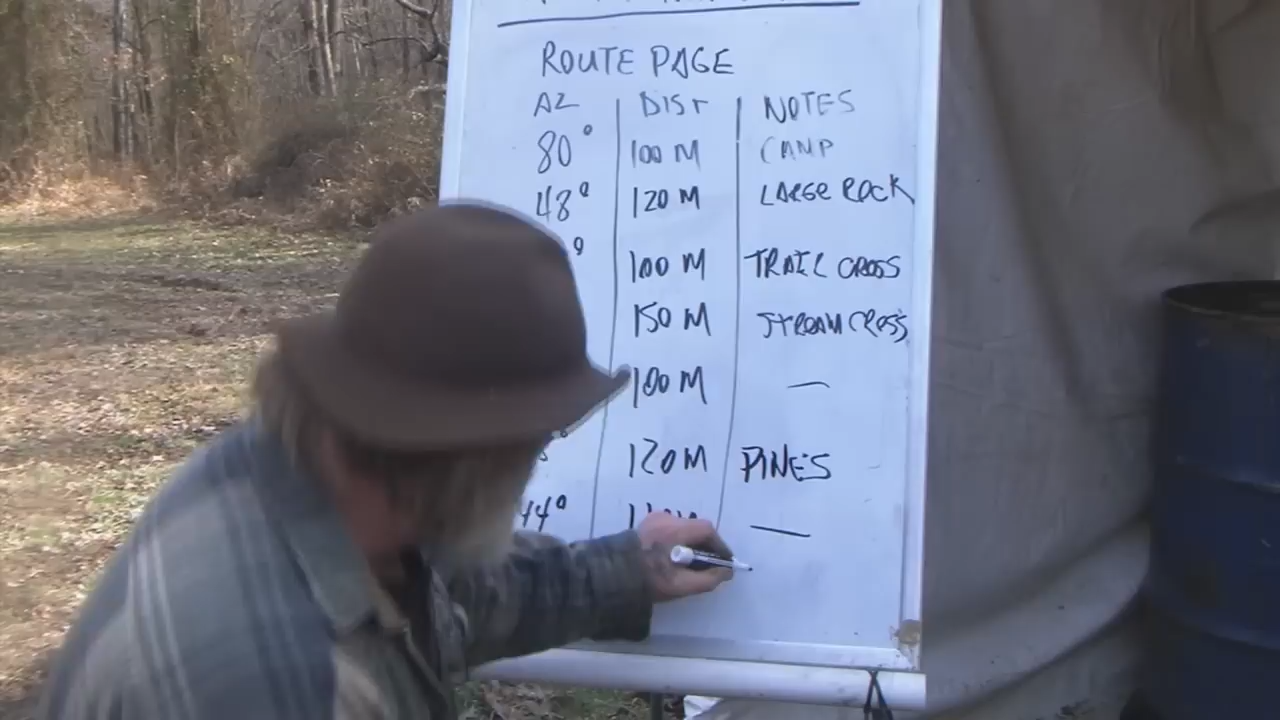 ROUTE PAGE
AZ DIST NOTES
80° 100 M CAMP
48° 120 M LARGE ROCK
° 100 M TRAIL CROSS
150 M STREAM CROSS
100 M —
° 120M PINES
44° —